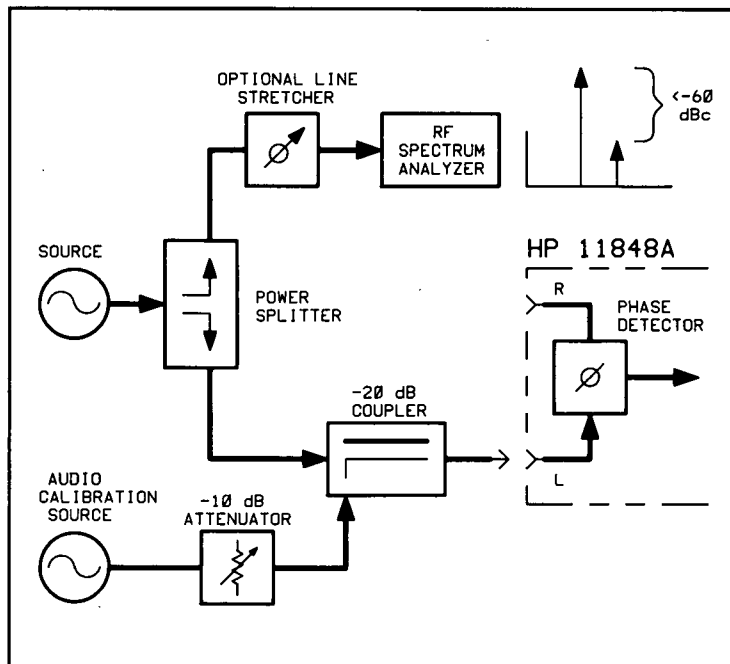 OPTIONAL LINE
STRETCHER
RF
SPECTRUM
ANALYZER
<-60
dBc
SOURCE
POWER
SPLITTER
HP 11848A
R
PHASE
DETECTOR
L
-20 dB
COUPLER
AUDIO
CALIBRATION
SOURCE
-10 dB
ATTENUATOR